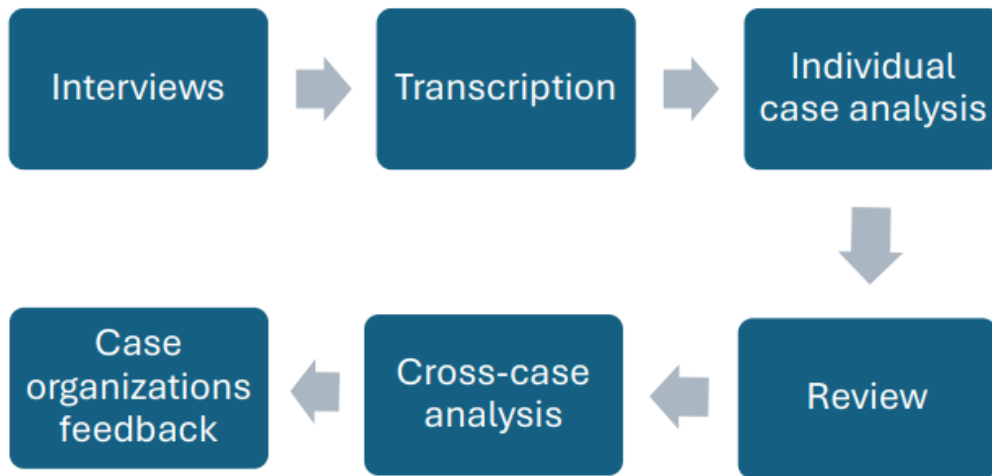 Interviews
Transcription
Individual
case analysis
Review
Cross-case
analysis
Case
organizations
feedback